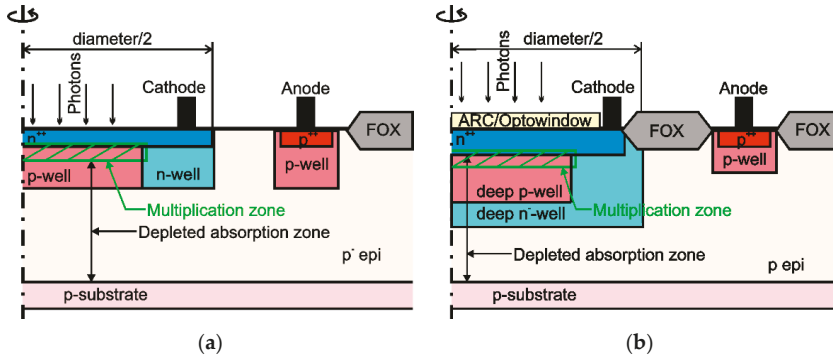 diameter/2
Photons
Cathode
Anode
FOX
n++
p++
p-well
p-well
n-well
Multiplication zone
Depleted absorption zone
p- epi
p-substrate
(a)
diameter/2
Photons
Cathode
Anode
ARC/Optowindow
FOX
FOX
n++
p++
p-well
deep p-well
Multiplication zone
deep n--well
Depleted absorption zone
p epi
p-substrate
(b)